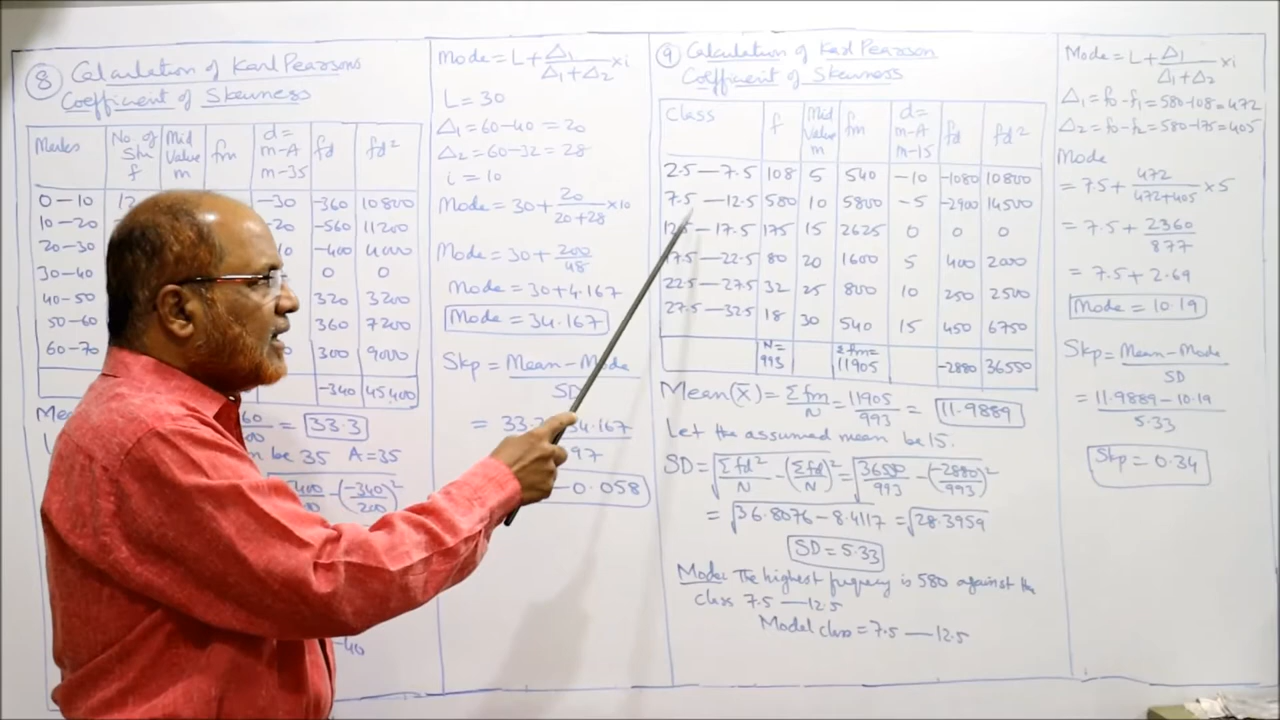 8 Calculation of Karl Pearsons
Coefficient of Skewness
Marks No. of Stu f Mid Value m fm d= m-A m-35 fd fd²
0-10 12 -30 -360 10800
10-20 -20 -560 11200
20-30 -400 4000
30-40 0 0
40-50 320 3200
50-60 360 7200
60-70 300 9000
-340 45400
= 33.3
be 35 A=35
-(-340/200)²
-40
Mode = L + Δ1/(Δ1+Δ2) × i
L = 30
Δ1 = 60-40 = 20
Δ2 = 60-32 = 28
i = 10
Mode = 30 + 20/(20+28) × 10
Mode = 30 + 200/48
Mode = 30 + 4.167
Mode = 34.167
Skp = Mean-Mode/SD
= 33. 34.167
97
-0.058
9 Calculation of Karl Pearson
Coefficient of Skewness
Class f Mid Value m fm d= m-A m-15 fd fd²
2.5 — 7.5 108 5 540 -10 -1080 10800
7.5 — 12.5 580 10 5800 -5 -2900 14500
12.5 — 17.5 175 15 2625 0 0 0
17.5 — 22.5 80 20 1600 5 400 2000
22.5 — 27.5 32 25 800 10 250 2500
27.5 — 32.5 18 30 540 15 450 6750
N= 993 Σfm= 11905 -2880 36550
Mean(X̄) = Σfm/N = 11905/993 = 11.9889
Let the assumed mean be 15.
SD = √(Σfd²/N - (Σfd/N)²) = √(36550/993 - (-2880/993)²)
= √(36.8076 - 8.4117) = √28.3959
SD = 5.33
Mode: The highest frequency is 580 against the
class 7.5 — 12.5
Model class = 7.5 — 12.5
Mode = L + Δ1/(Δ1+Δ2) × i
Δ1 = f0-f1 = 580-108 = 472
Δ2 = f0-f2 = 580-175 = 405
Mode
= 7.5 + 472/(472+405) × 5
= 7.5 + 2360/877
= 7.5 + 2.69
Mode = 10.19
Skp = Mean-Mode/SD
= 11.9889-10.19/5.33
Skp = 0.34